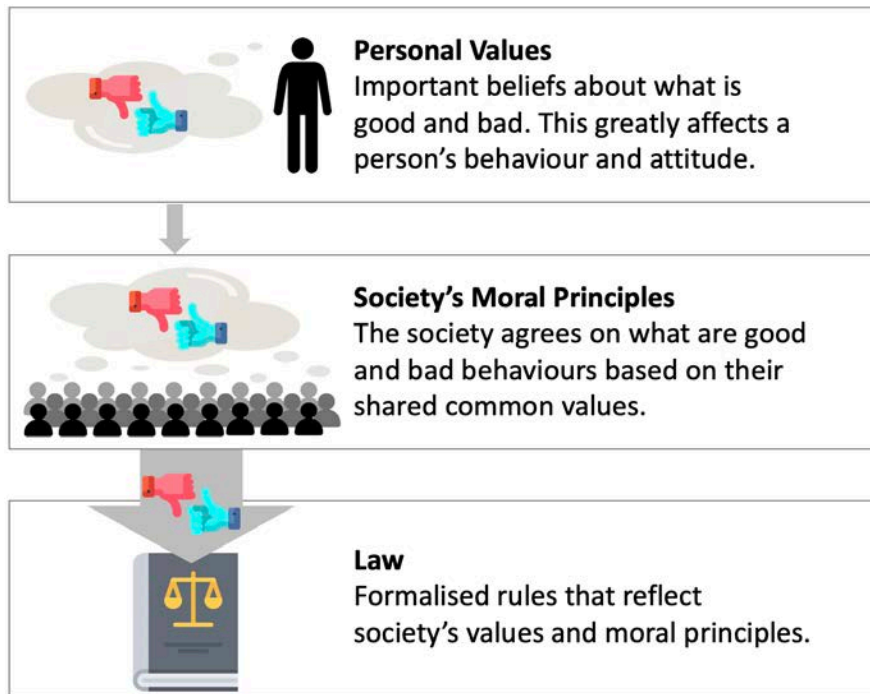 Personal Values
Important beliefs about what is
good and bad. This greatly affects a
person's behaviour and attitude.
Society's Moral Principles
The society agrees on what are good
and bad behaviours based on their
shared common values.
Law
Formalised rules that reflect
society's values and moral principles.